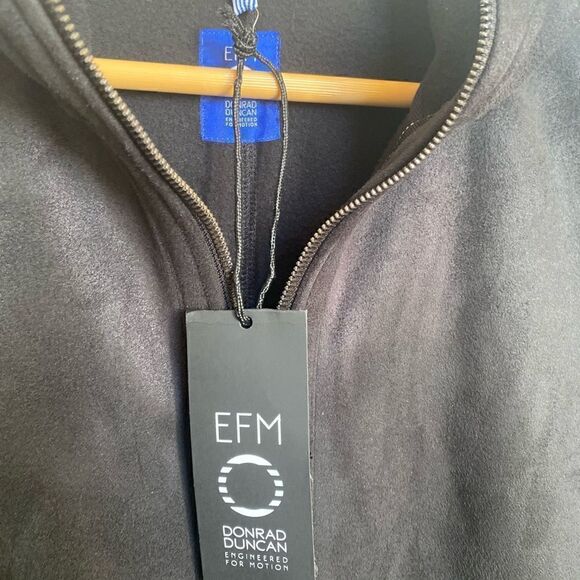 EFM
DONRAD
DUNCAN
ENGINEERED
FOR MOTION
EFM
DONRAD
DUNCAN
ENGINEERED
FOR MOTION